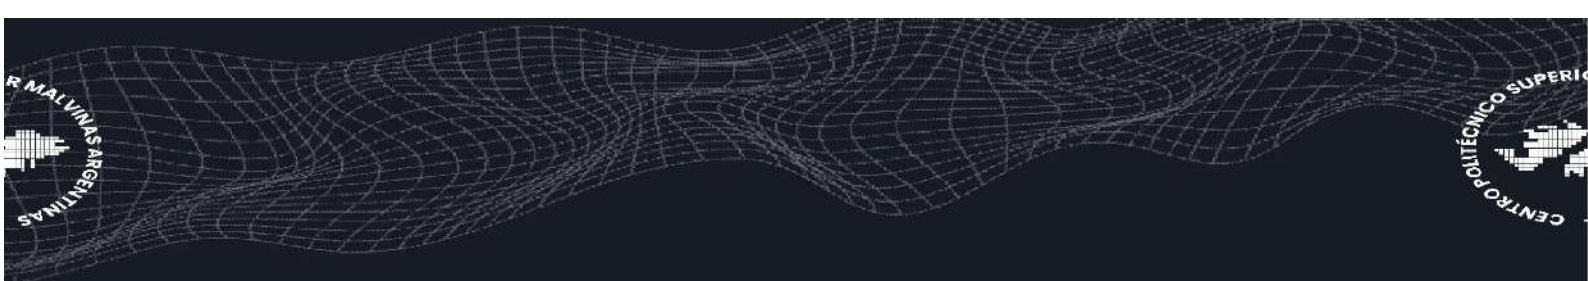 R MALVINAS ARGENTINAS
CENTRO POLITÉCNICO SUPERIO